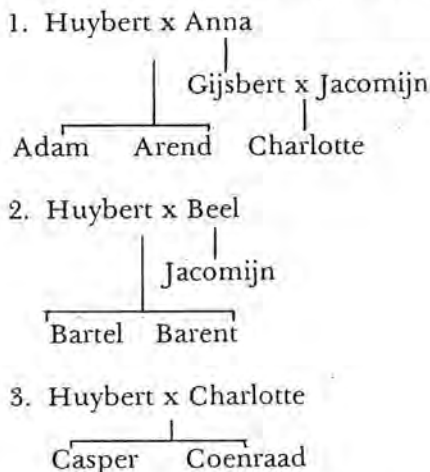 1. Huybert x Anna
Gijsbert x Jacomijn
Adam Arend Charlotte
2. Huybert x Beel
Jacomijn
Bartel Barent
3. Huybert x Charlotte
Casper Coenraad